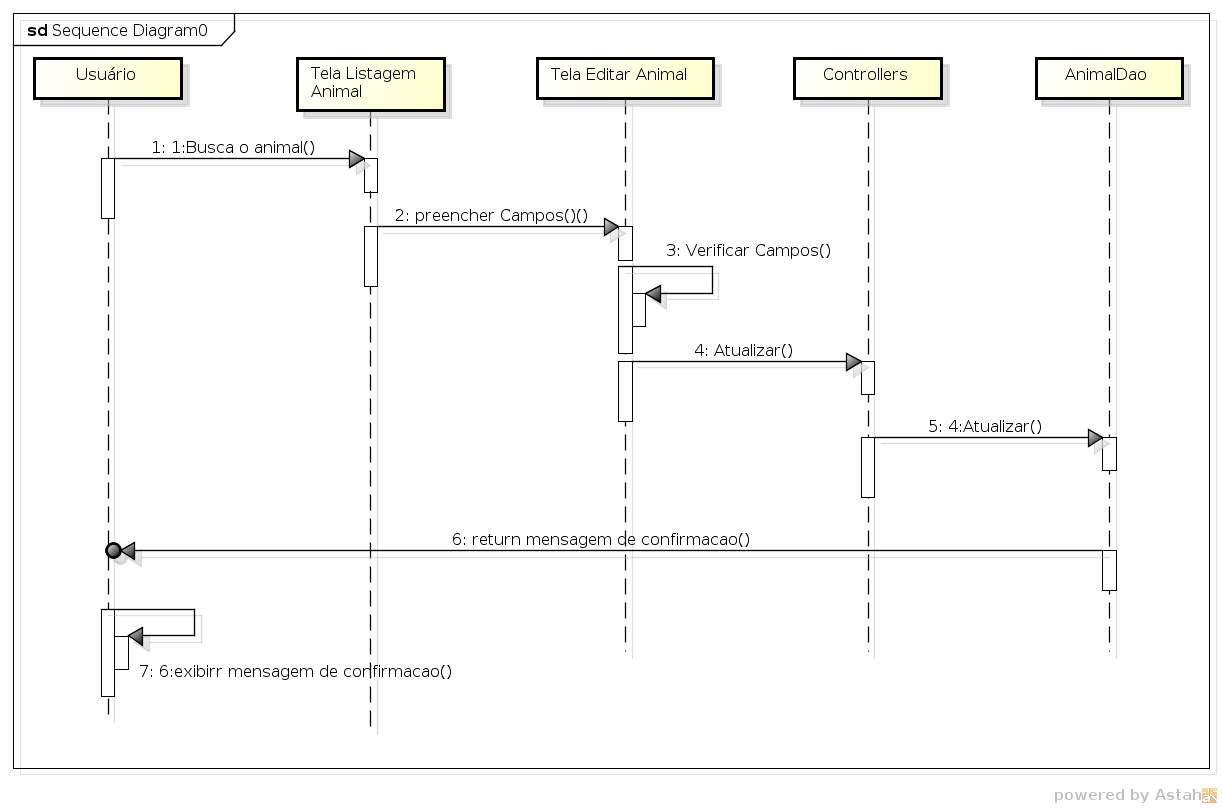 sd Sequence Diagram0
Usuário
Tela Listagem
Animal
Tela Editar Animal
Controllers
AnimalDao
1: 1:Busca o animal()
2: preencher Campos()()
3: Verificar Campos()
4: Atualizar()
5: 4:Atualizar()
6: return mensagem de confirmacao()
7: 6:exibirr mensagem de confirmacao()
powered by Astah